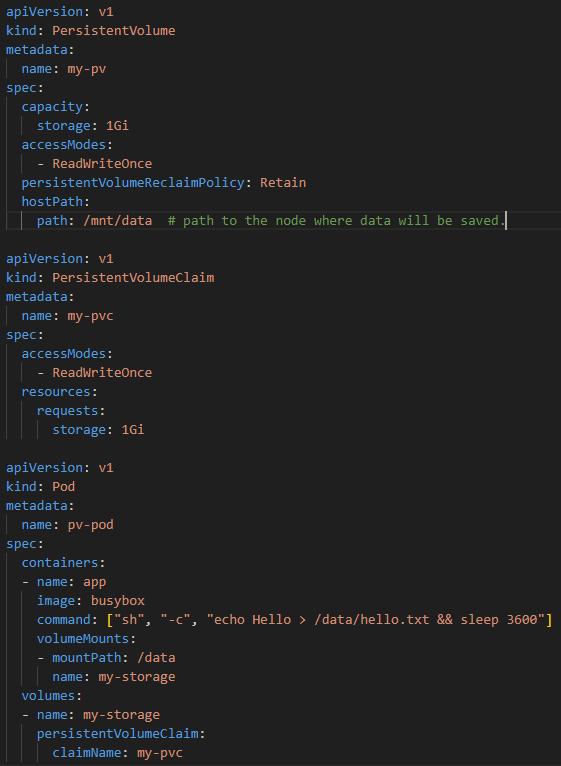 apiVersion: v1
kind: PersistentVolume
metadata:
  name: my-pv
spec:
  capacity:
    storage: 1Gi
  accessModes:
    - ReadWriteOnce
  persistentVolumeReclaimPolicy: Retain
  hostPath:
    path: /mnt/data  # path to the node where data will be saved.

apiVersion: v1
kind: PersistentVolumeClaim
metadata:
  name: my-pvc
spec:
  accessModes:
    - ReadWriteOnce
  resources:
    requests:
      storage: 1Gi

apiVersion: v1
kind: Pod
metadata:
  name: pv-pod
spec:
  containers:
  - name: app
    image: busybox
    command: ["sh", "-c", "echo Hello > /data/hello.txt && sleep 3600"]
    volumeMounts:
    - mountPath: /data
      name: my-storage
  volumes:
  - name: my-storage
    persistentVolumeClaim:
      claimName: my-pvc